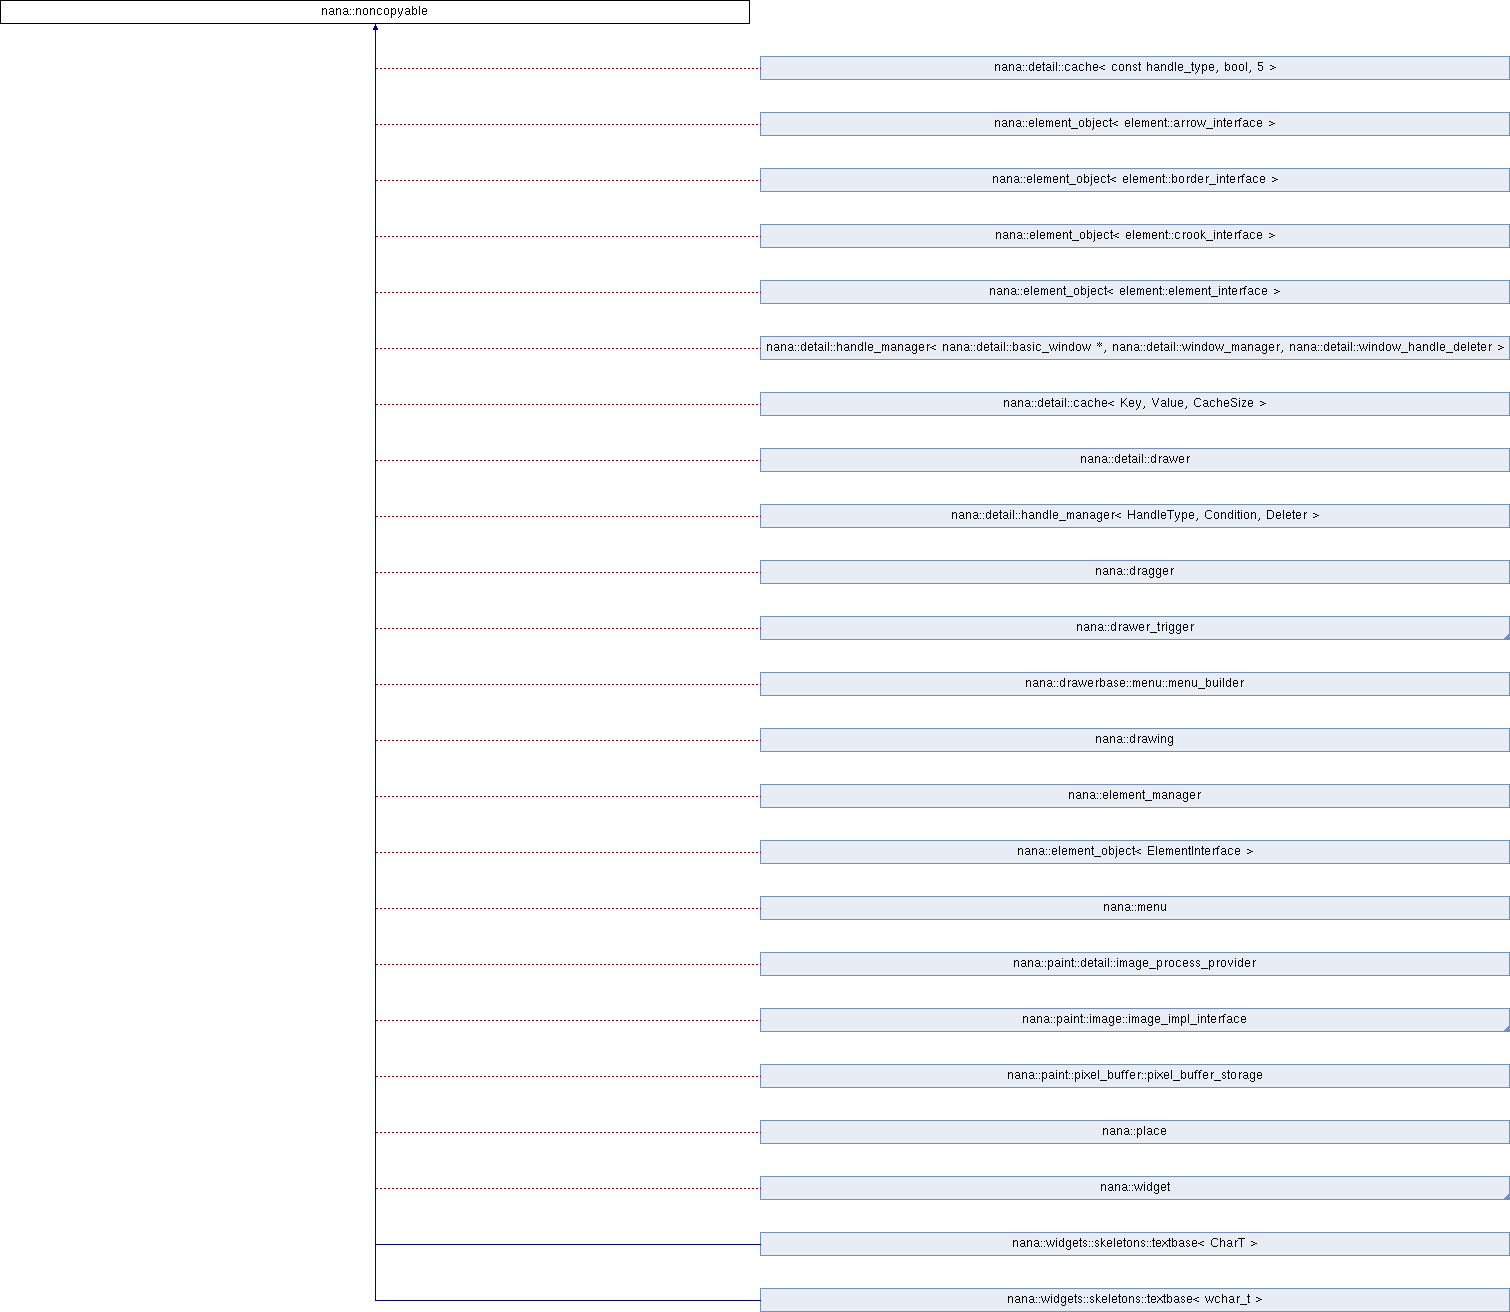 nana::noncopyable
nana::detail::cache< const handle_type, bool, 5 >
nana::element_object< element::arrow_interface >
nana::element_object< element::border_interface >
nana::element_object< element::crook_interface >
nana::element_object< element::element_interface >
nana::detail::handle_manager< nana::detail::basic_window *, nana::detail::window_manager, nana::detail::window_handle_deleter >
nana::detail::cache< Key, Value, CacheSize >
nana::detail::drawer
nana::detail::handle_manager< HandleType, Condition, Deleter >
nana::dragger
nana::drawer_trigger
nana::drawerbase::menu::menu_builder
nana::drawing
nana::element_manager
nana::element_object< ElementInterface >
nana::menu
nana::paint::detail::image_process_provider
nana::paint::image::image_impl_interface
nana::paint::pixel_buffer::pixel_buffer_storage
nana::place
nana::widget
nana::widgets::skeletons::textbase< CharT >
nana::widgets::skeletons::textbase< wchar_t >